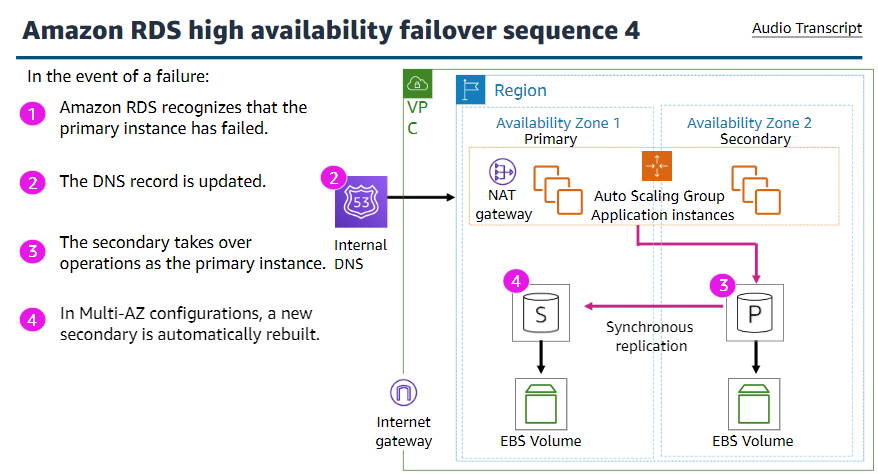 Amazon RDS high availability failover sequence 4
Audio Transcript
In the event of a failure:
1
Amazon RDS recognizes that the
primary instance has failed.
2
The DNS record is updated.
3
The secondary takes over
operations as the primary instance.
4
In Multi-AZ configurations, a new
secondary is automatically rebuilt.
VP
C
Region
Availability Zone 1
Primary
Availability Zone 2
Secondary
2
53
Internal
DNS
NAT
gateway
Auto Scaling Group
Application instances
4
S
3
P
Synchronous
replication
Internet
gateway
EBS Volume
EBS Volume